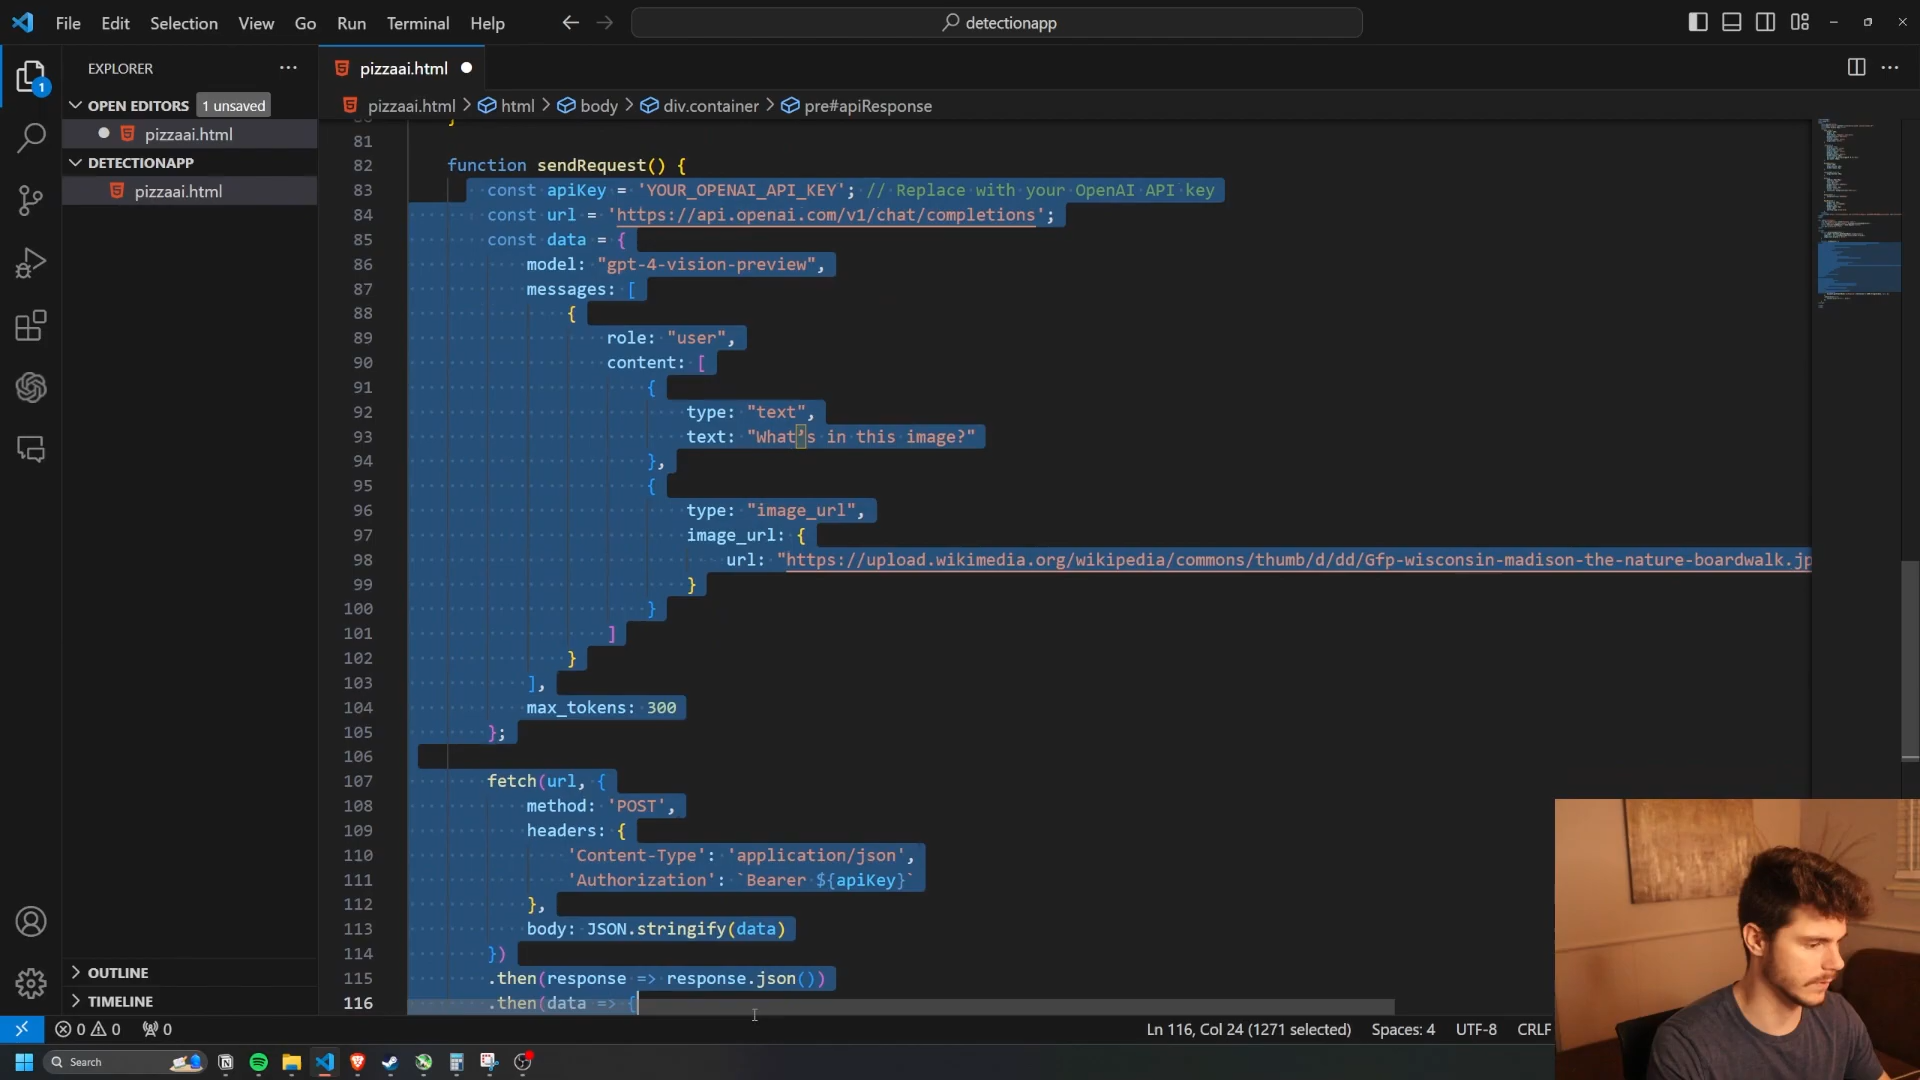 File Edit Selection View Go Run Terminal Help
detectionapp
EXPLORER
1
OPEN EDITORS 1 unsaved
pizzaai.html
DETECTIONAPP
pizzaai.html
OUTLINE
TIMELINE
pizzaai.html
pizzaai.html > html > body > div.container > pre#apiResponse
81
82 function sendRequest() {
83 const apiKey = 'YOUR_OPENAI_API_KEY'; // Replace with your OpenAI API key
84 const url = 'https://api.openai.com/v1/chat/completions';
85 const data = {
86 model: "gpt-4-vision-preview",
87 messages: [
88 {
89 role: "user",
90 content: [
91 {
92 type: "text",
93 text: "What’s in this image?"
94 },
95 {
96 type: "image_url",
97 image_url: {
98 url: "https://upload.wikimedia.org/wikipedia/commons/thumb/d/dd/Gfp-wisconsin-madison-the-nature-boardwalk.jp
99 }
100 }
101 ]
102 }
103 ],
104 max_tokens: 300
105 };
106
107 fetch(url, {
108 method: 'POST',
109 headers: {
110 'Content-Type': 'application/json',
111 'Authorization': `Bearer ${apiKey}`
112 },
113 body: JSON.stringify(data)
114 })
115 .then(response => response.json())
116 .then(data => {
0 0 0
Ln 116, Col 24 (1271 selected) Spaces: 4 UTF-8 CRLF
Search